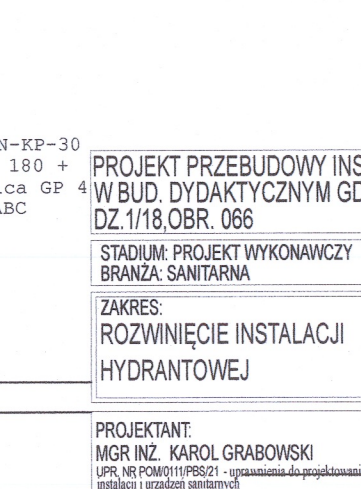 N-KP-30
180 +
ica GP 4
ABC
PROJEKT PRZEBUDOWY INS
W BUD. DYDAKTYCZNYM GD
DZ.1/18,OBR. 066
STADIUM: PROJEKT WYKONAWCZY
BRANŻA: SANITARNA
ZAKRES:
ROZWINIĘCIE INSTALACJI
HYDRANTOWEJ
PROJEKTANT:
MGR INŻ. KAROL GRABOWSKI
UPR. NR POM/0111/PBS/21 - uprawnienia do projektowani
instalacji i urządzeń sanitarnych